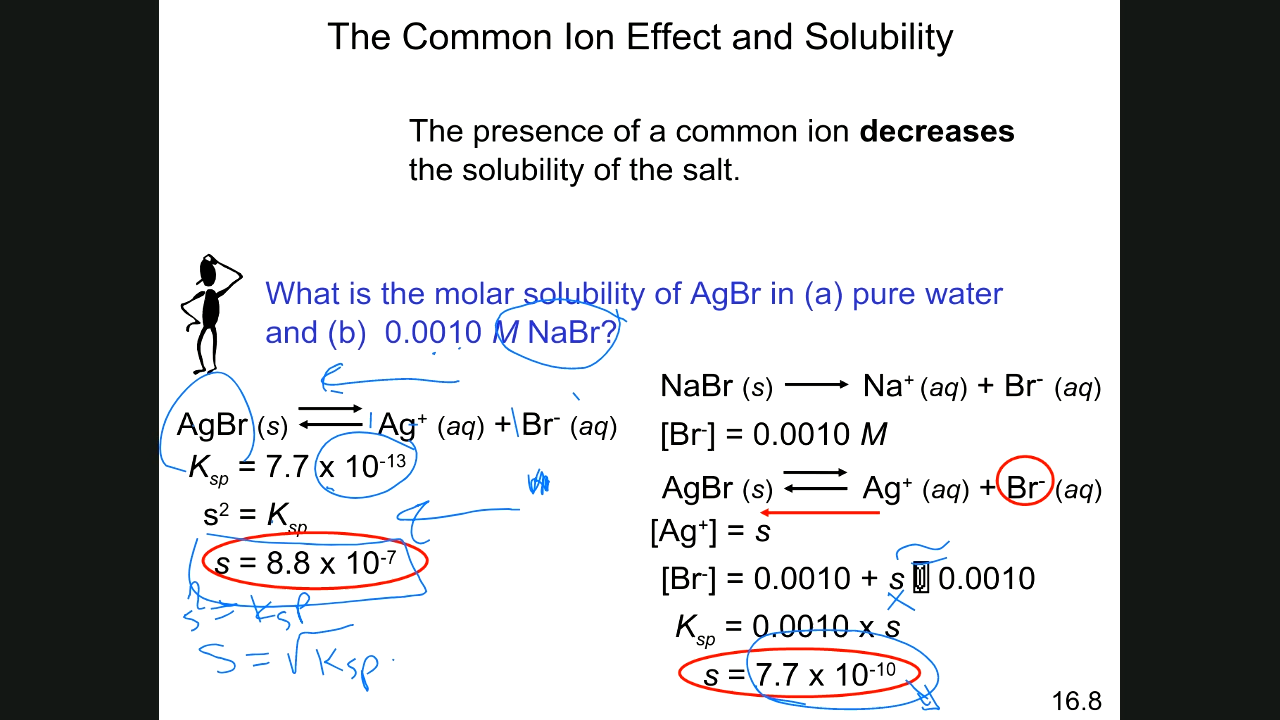 The Common Ion Effect and Solubility
The presence of a common ion decreases
the solubility of the salt.
What is the molar solubility of AgBr in (a) pure water
and (b) 0.0010 M NaBr?
AgBr (s) ⇌ Ag⁺ (aq) + Br⁻ (aq)
Ksp = 7.7 x 10⁻¹³
s² = Ksp
s = 8.8 x 10⁻⁷
s² = Ksp
S = √Ksp
NaBr (s) → Na⁺ (aq) + Br⁻ (aq)
[Br⁻] = 0.0010 M
AgBr (s) ⇌ Ag⁺ (aq) + Br⁻ (aq)
[Ag⁺] = s
[Br⁻] = 0.0010 + s 0.0010
Ksp = 0.0010 x s
s = 7.7 x 10⁻¹⁰
16.8